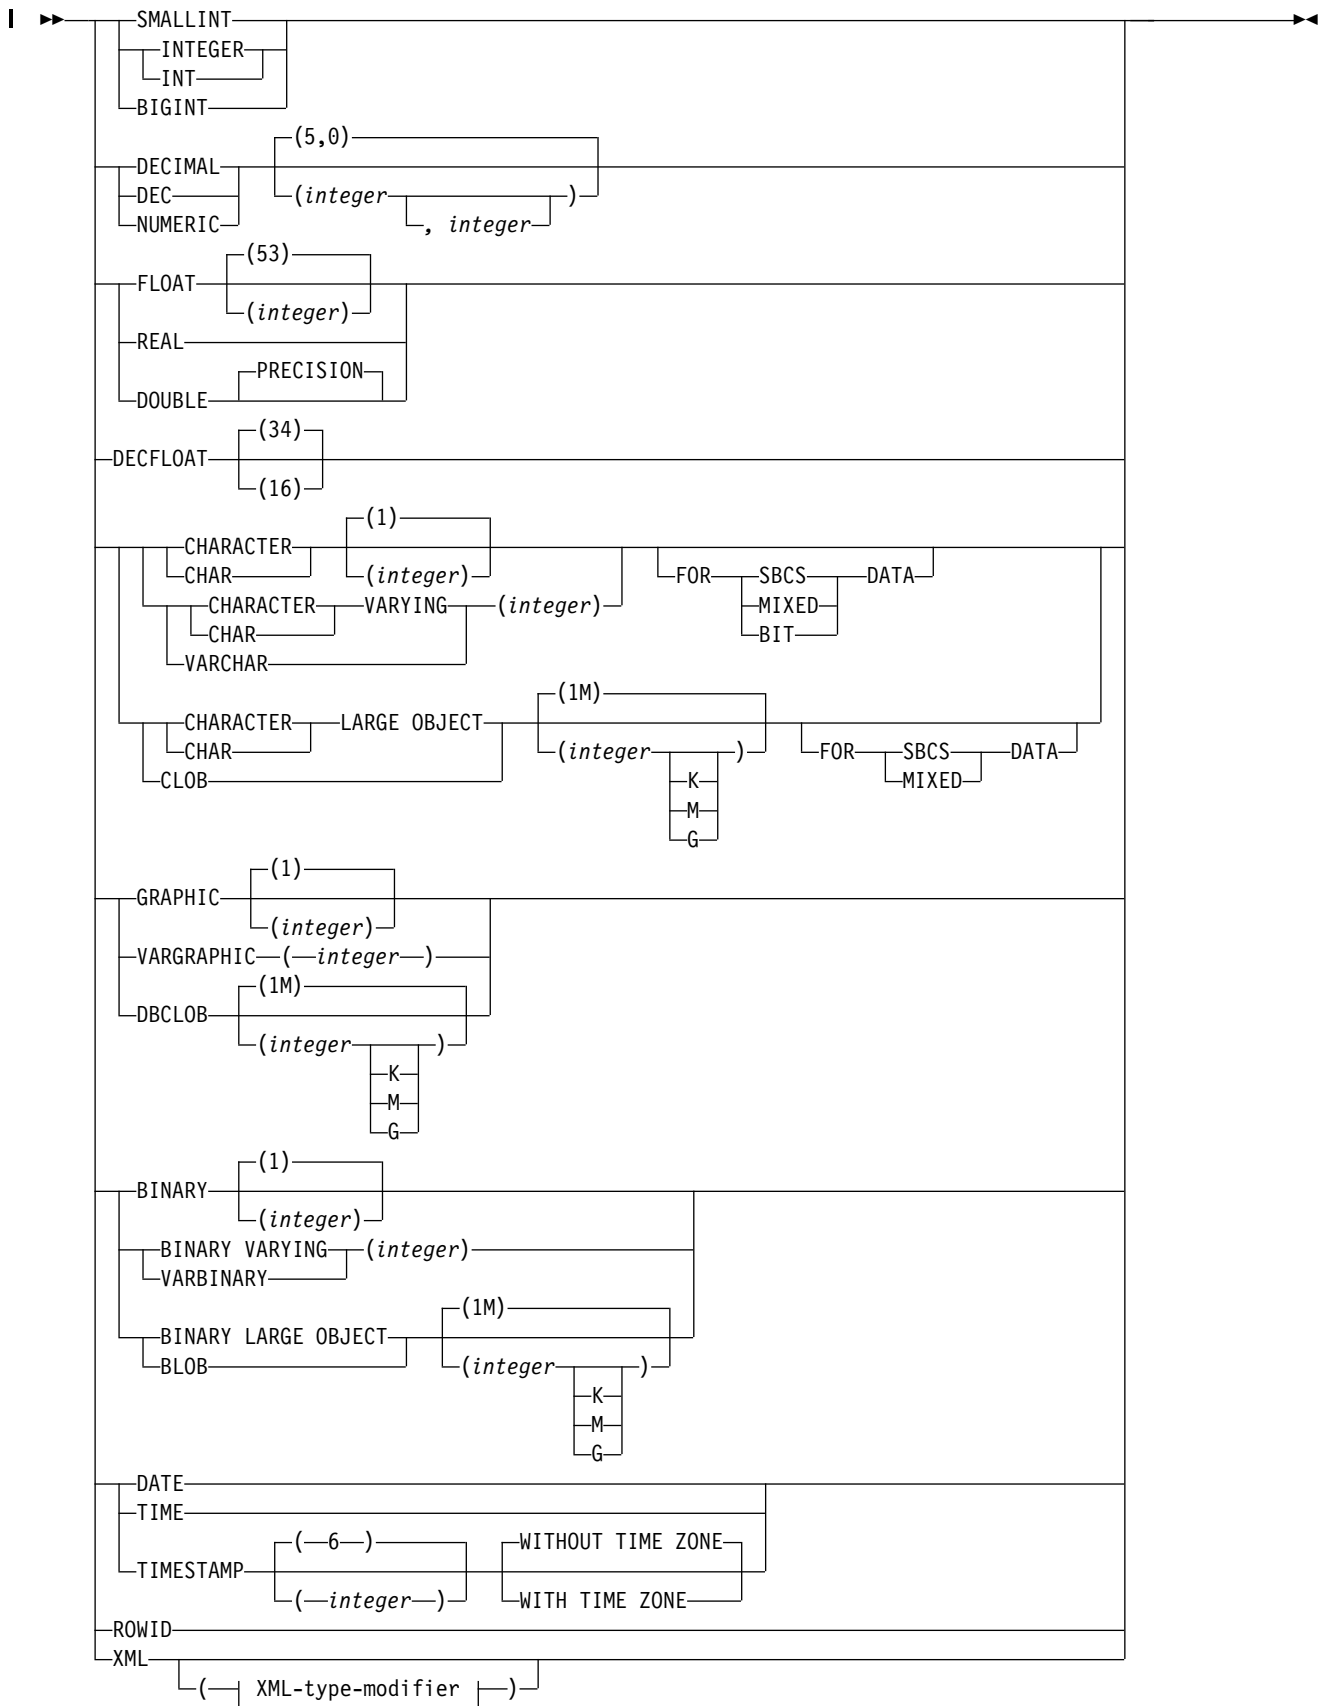 SMALLINT
INTEGER
INT
BIGINT
(5,0)
DECIMAL
DEC (integer )
NUMERIC , integer
(53)
FLOAT
(integer)
REAL
PRECISION
DOUBLE
(34)
DECFLOAT
(16)
(1)
CHARACTER
CHAR (integer) FOR SBCS DATA
CHARACTER VARYING (integer) MIXED
CHAR BIT
VARCHAR
(1M)
CHARACTER LARGE OBJECT
CHAR (integer ) FOR SBCS DATA
CLOB K MIXED
M
G
(1)
GRAPHIC
(integer)
VARGRAPHIC ( integer )
(1M)
DBCLOB
(integer )
K
M
G
(1)
BINARY
(integer)
BINARY VARYING (integer)
VARBINARY
(1M)
BINARY LARGE OBJECT
BLOB (integer )
K
M
G
DATE
TIME
( 6 ) WITHOUT TIME ZONE
TIMESTAMP
( integer ) WITH TIME ZONE
ROWID
XML
( XML-type-modifier )